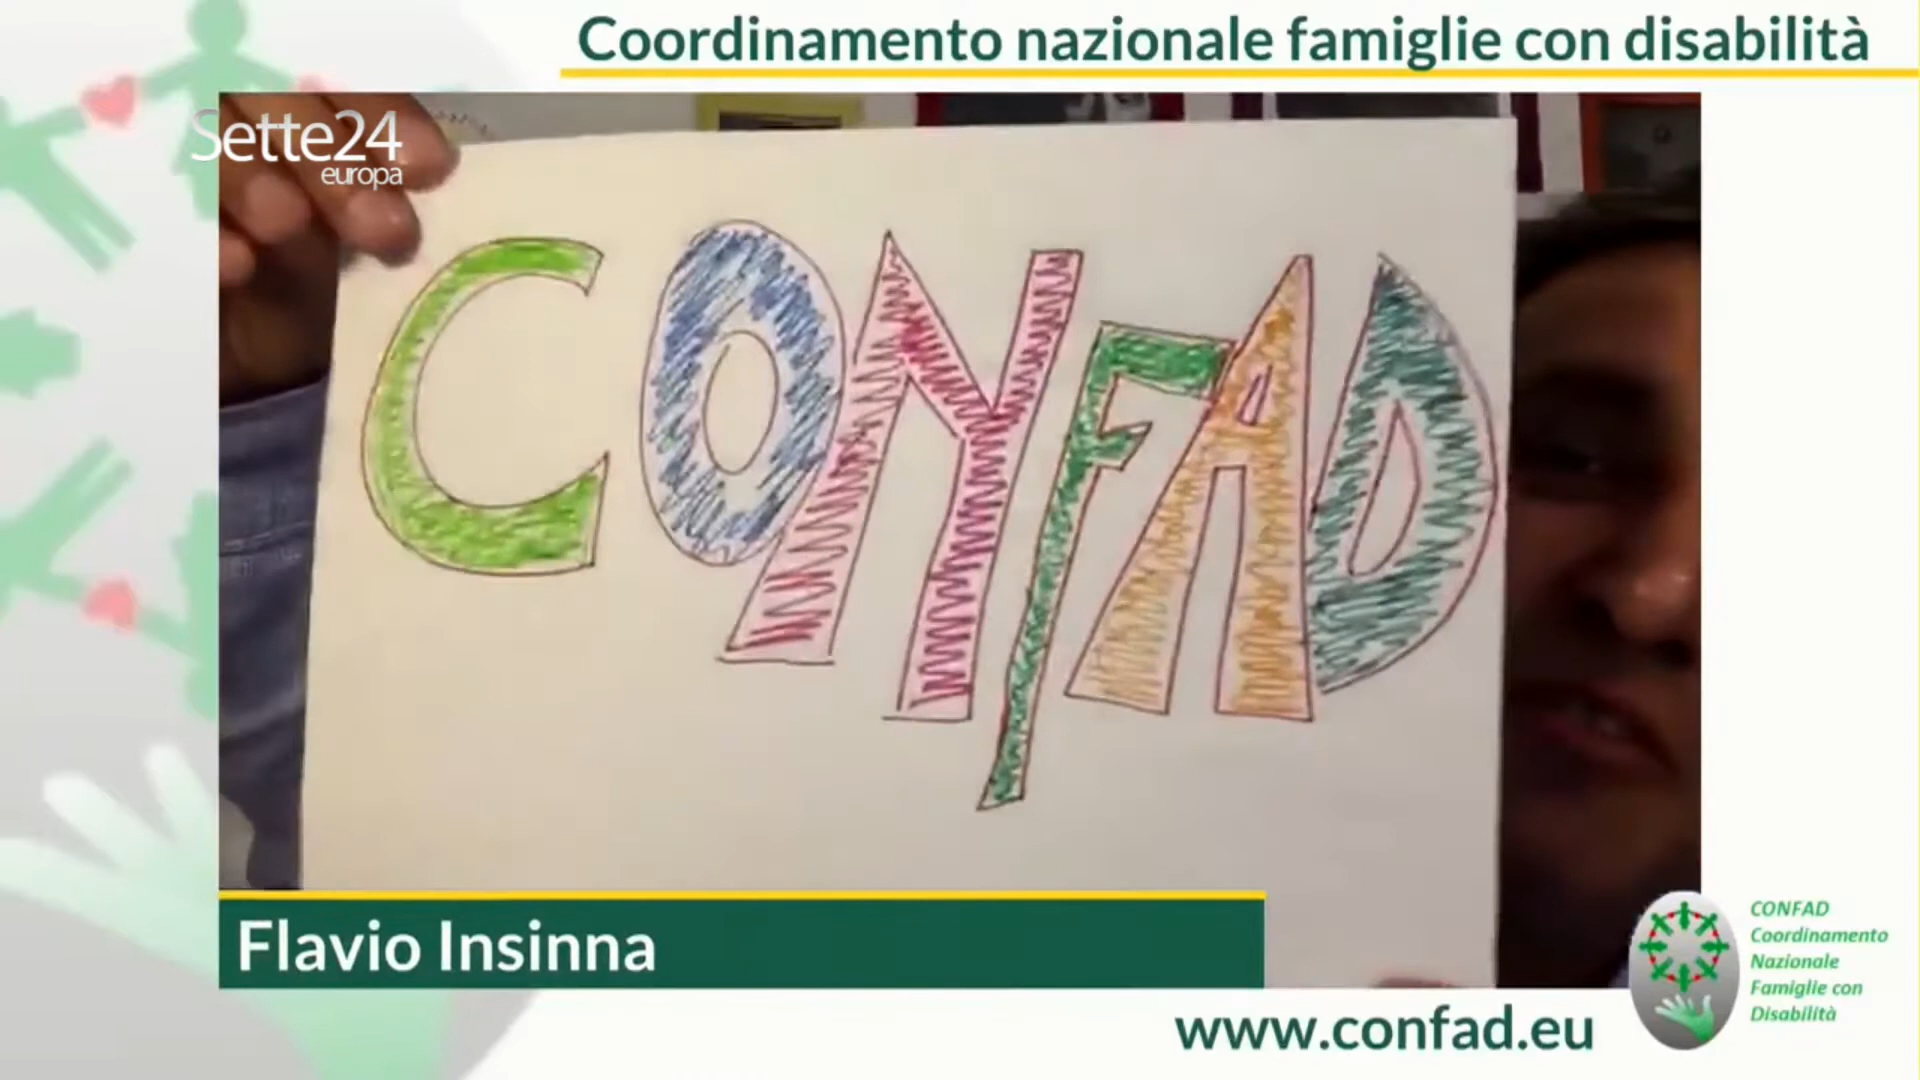 Coordinamento nazionale famiglie con disabilità
Sette24
europa
CONFAD
Flavio Insinna
CONFAD
Coordinamento
Nazionale
Famiglie con
Disabilità
www.confad.eu